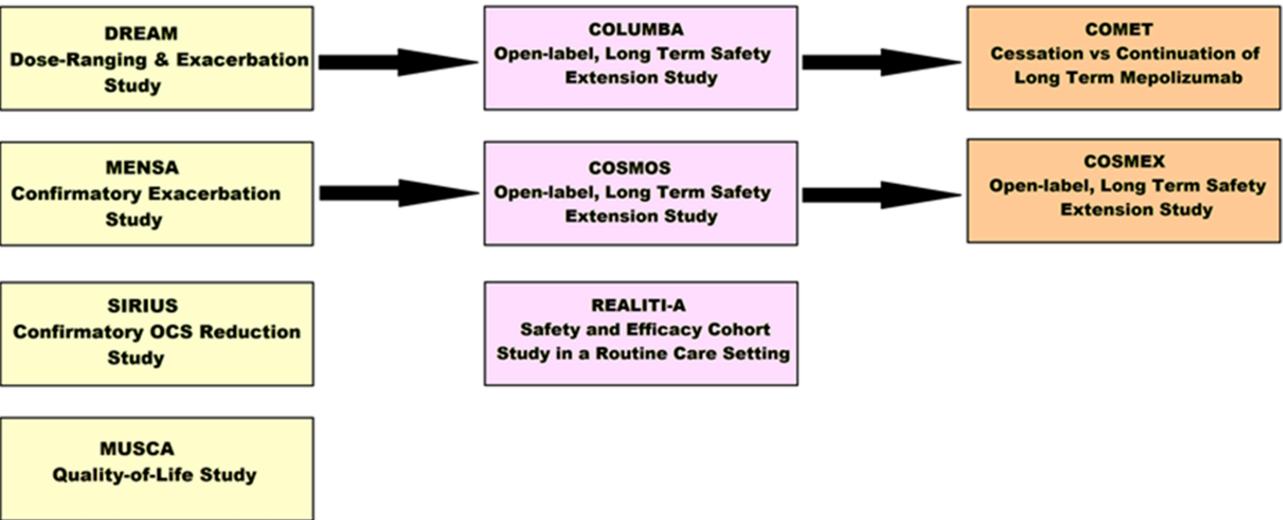 DREAM
Dose-Ranging & Exacerbation
Study
COLUMBA
Open-label, Long Term Safety
Extension Study
COMET
Cessation vs Continuation of
Long Term Mepolizumab
MENSA
Confirmatory Exacerbation
Study
COSMOS
Open-label, Long Term Safety
Extension Study
COSMEX
Open-label, Long Term Safety
Extension Study
SIRIUS
Confirmatory OCS Reduction
Study
REALITI-A
Safety and Efficacy Cohort
Study in a Routine Care Setting
MUSCA
Quality-of-Life Study